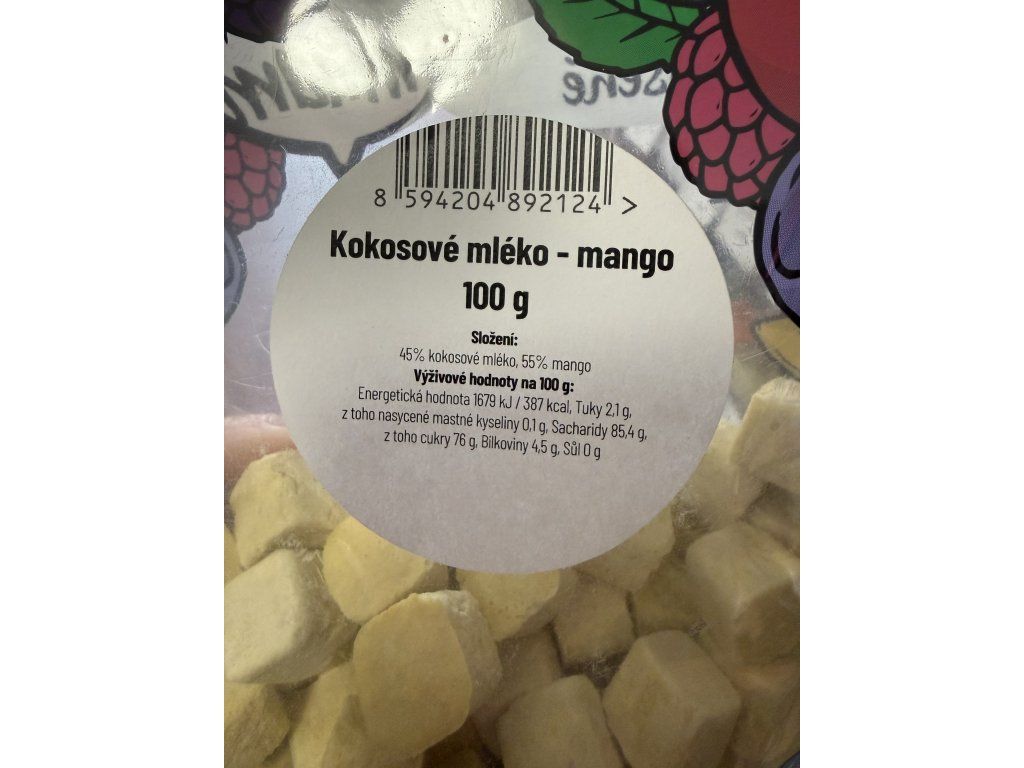 8 594204 892124 >
Kokosové mléko - mango
100 g
Složení:
45% kokosové mléko, 55% mango
Výživové hodnoty na 100 g:
Energetická hodnota 1679 kJ / 387 kcal, Tuky 2,1 g,
z toho nasycené mastné kyseliny 0,1 g, Sacharidy 85,4 g,
z toho cukry 76 g, Bílkoviny 4,5 g, Sůl 0 g